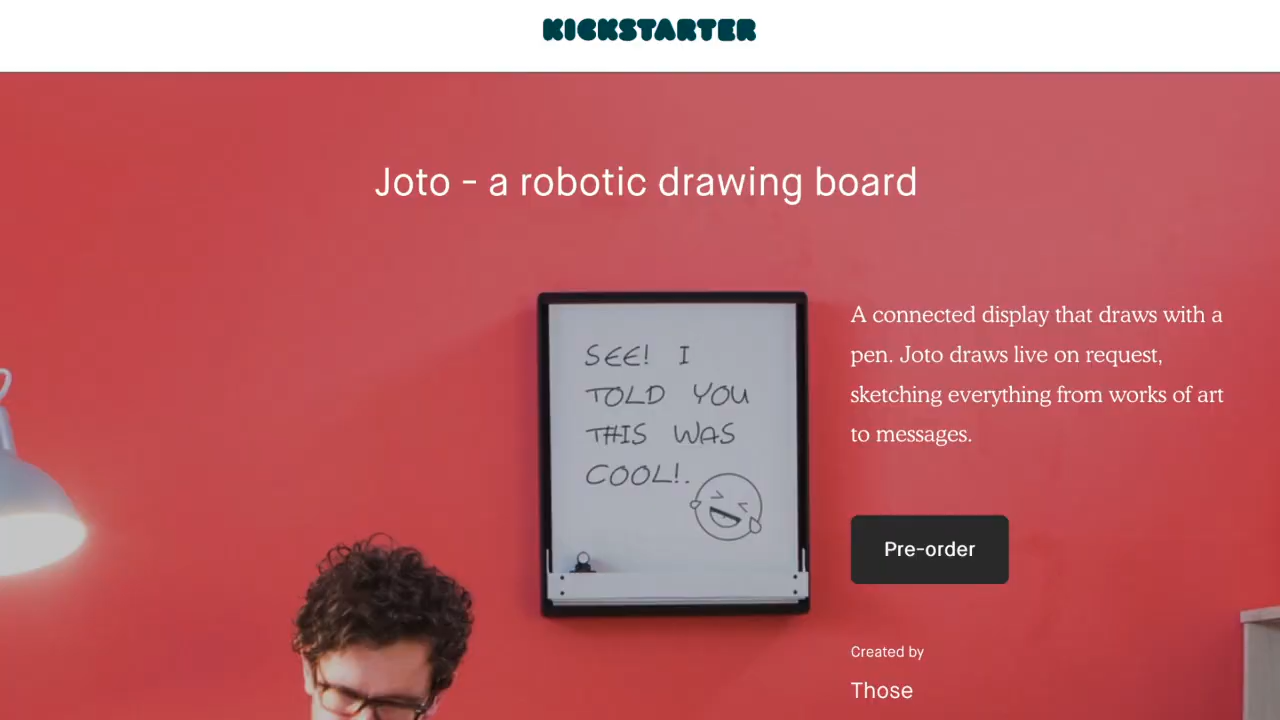 KICKSTARTER
Joto - a robotic drawing board
SEE! I
TOLD YOU
THIS WAS
COOL!.
A connected display that draws with a
pen. Joto draws live on request,
sketching everything from works of art
to messages.
Pre-order
Created by
Those